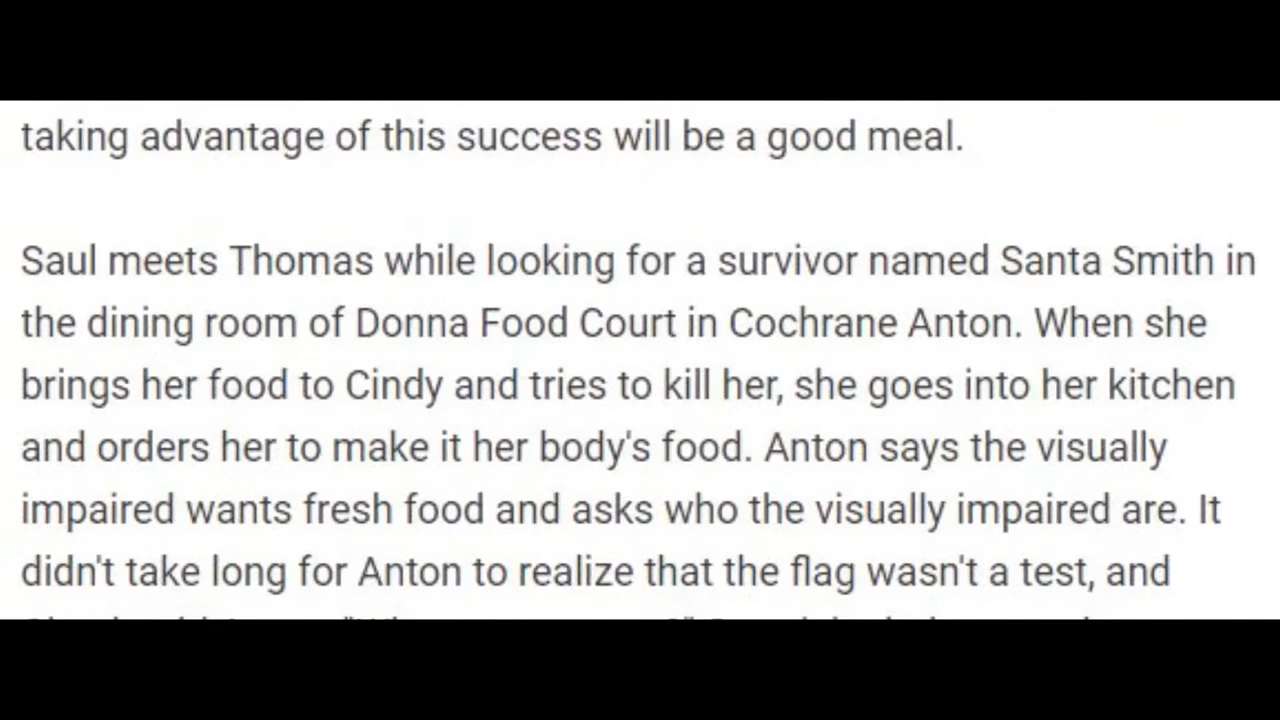 taking advantage of this success will be a good meal.
Saul meets Thomas while looking for a survivor named Santa Smith in
the dining room of Donna Food Court in Cochrane Anton. When she
brings her food to Cindy and tries to kill her, she goes into her kitchen
and orders her to make it her body's food. Anton says the visually
impaired wants fresh food and asks who the visually impaired are. It
didn't take long for Anton to realize that the flag wasn't a test, and